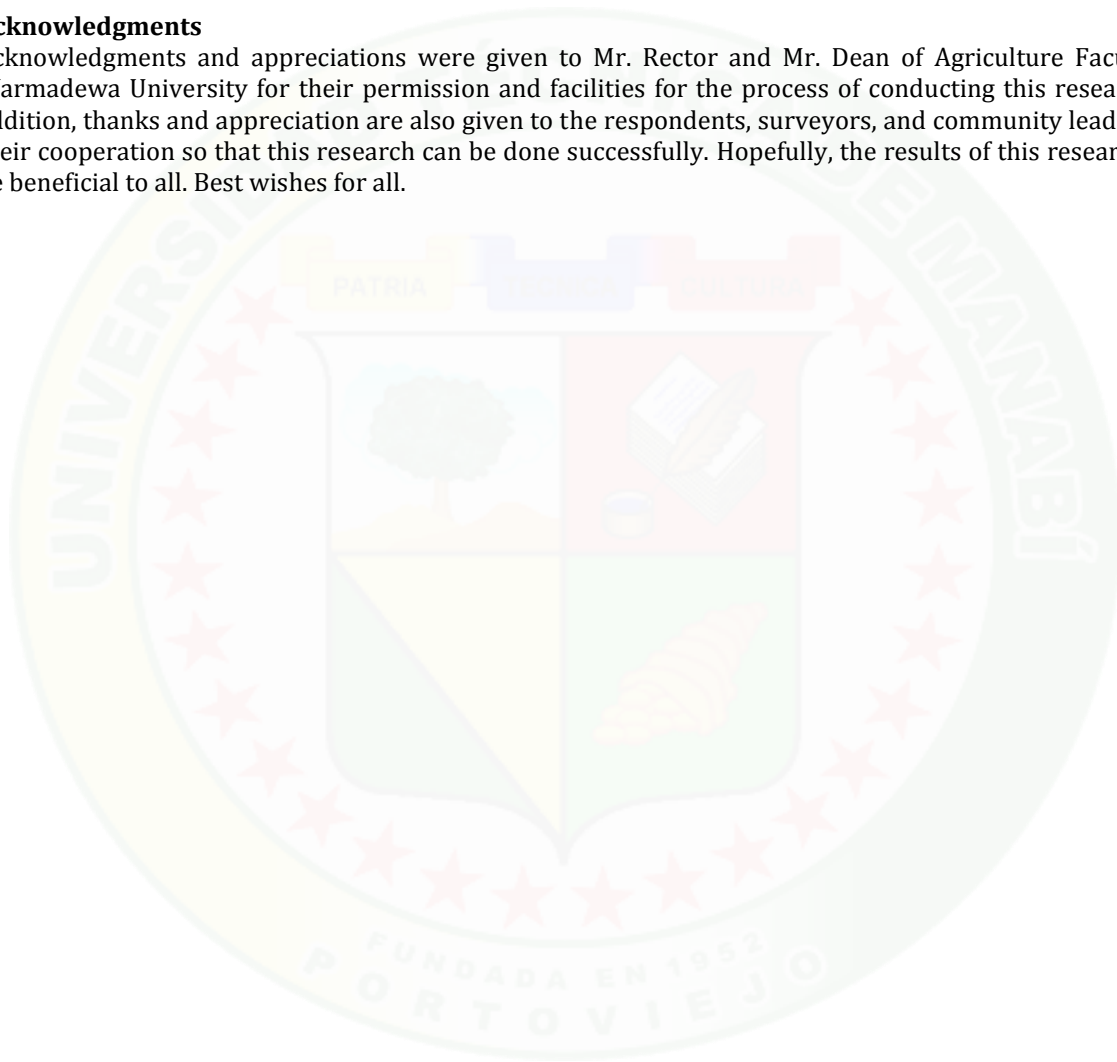 cknowledgments
cknowledgments and appreciations were given to Mr. Rector and Mr. Dean of Agriculture Facu
armadewa University for their permission and facilities for the process of conducting this resea
ddition, thanks and appreciation are also given to the respondents, surveyors, and community lead
eir cooperation so that this research can be done successfully. Hopefully, the results of this resear
e beneficial to all. Best wishes for all.
DE MANABÍ
PATRIA CULTURA
FUNDADA EN 1952
PORTOVIEJO